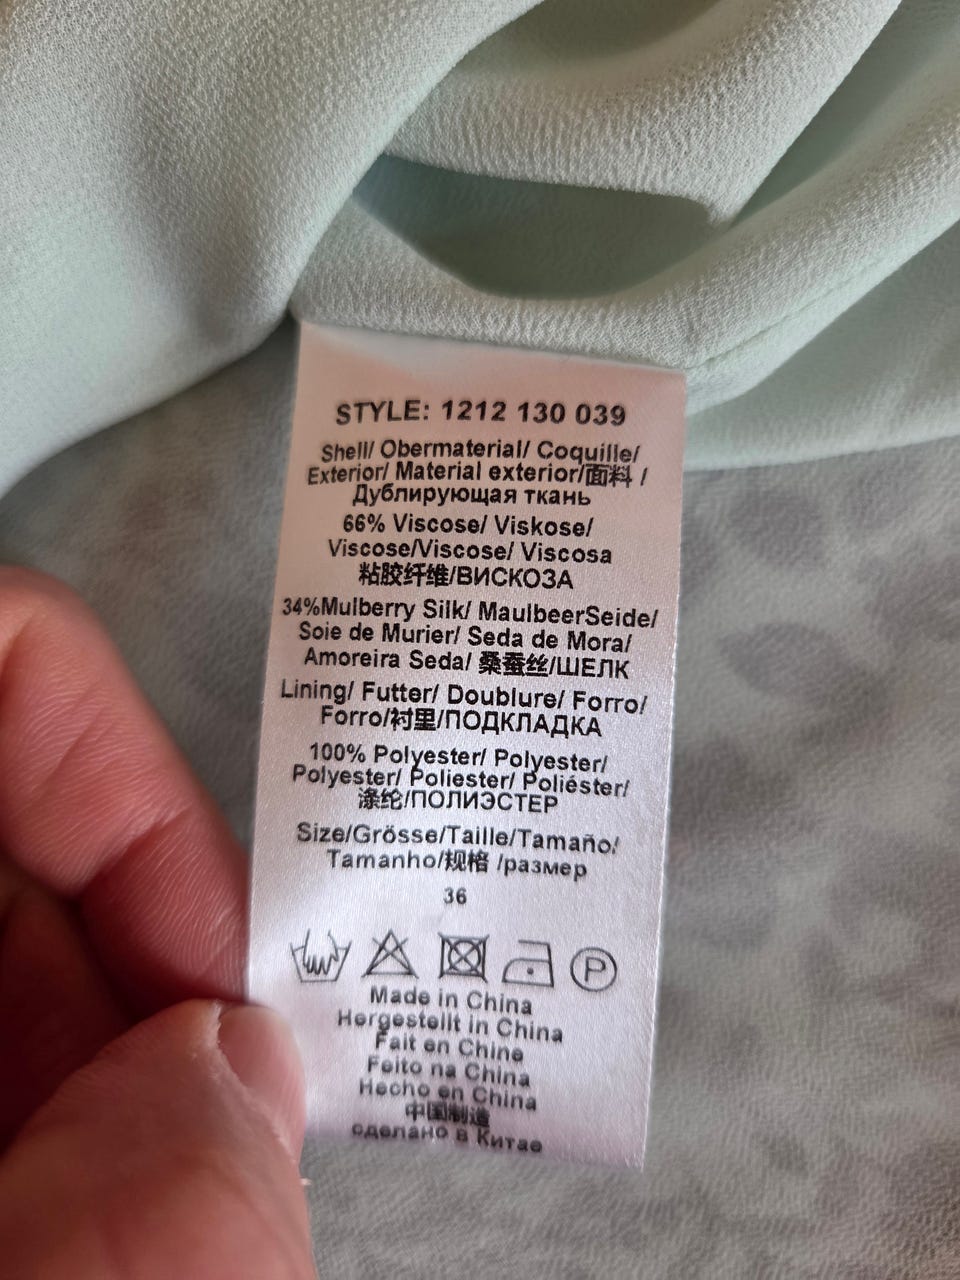 STYLE: 1212 130 039
Shell/ Obermaterial/ Coquille/
Exterior/ Material exterior/面料 /
Дублирующая ткань
66% Viscose/ Viskose/
Viscose/Viscose/ Viscosa
粘胶纤维/ВИСКОЗА
34%Mulberry Silk/ MaulbeerSeide/
Soie de Murier/ Seda de Mora/
Amoreira Seda/ 桑蚕丝/ШЕЛК
Lining/ Futter/ Doublure/ Forro/
Forro/衬里/ПОДКЛАДКА
100% Polyester/ Polyester/
Polyester/ Poliester/ Poliéster/
涤纶/ПОЛИЭСТЕР
Size/Grösse/Taille/Tamaño/
Tamanho/规格 /размер
36
P
Made in China
Hergestellt in China
Fait en Chine
Feito na China
Hecho en China
中国制造
сделано в Китае